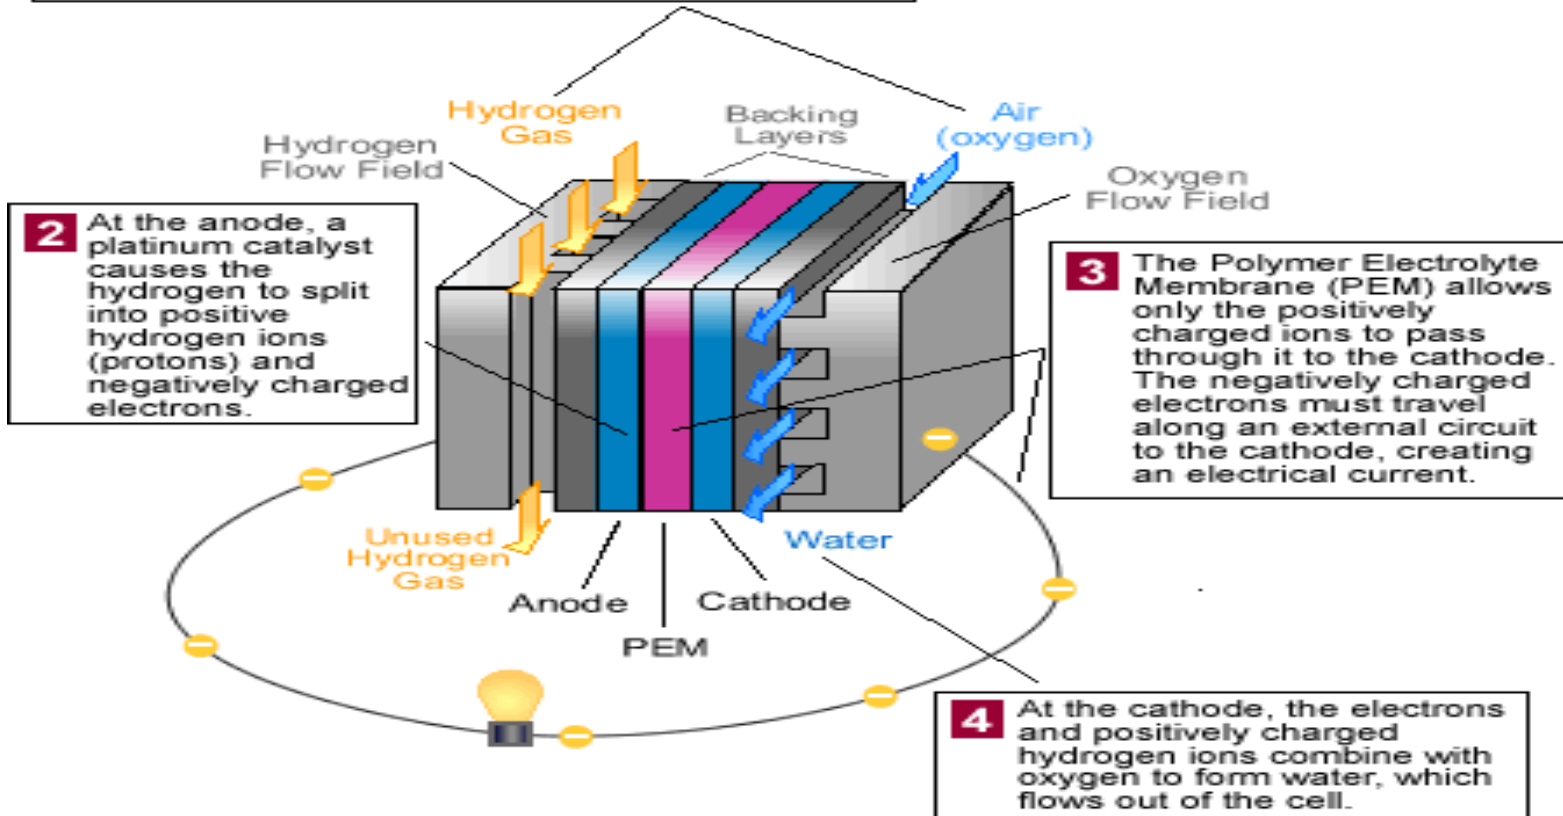 Hydrogen
Gas
Backing
Layers
Air
(oxygen)
Hydrogen
Flow Field
Oxygen
Flow Field
2 At the anode, a
platinum catalyst
causes the
hydrogen to split
into positive
hydrogen ions
(protons) and
negatively charged
electrons.
3 The Polymer Electrolyte
Membrane (PEM) allows
only the positively
charged ions to pass
through it to the cathode.
The negatively charged
electrons must travel
along an external circuit
to the cathode, creating
an electrical current.
Unused
Hydrogen
Gas
Water
Anode
Cathode
PEM
4 At the cathode, the electrons
and positively charged
hydrogen ions combine with
oxygen to form water, which
flows out of the cell.